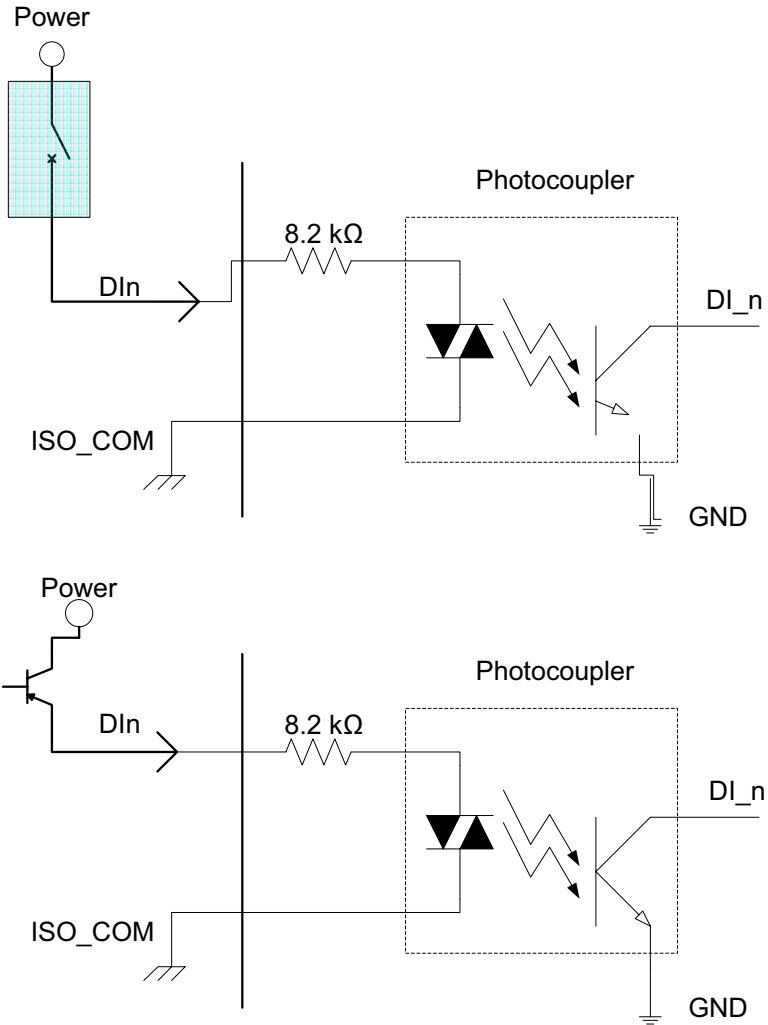 Power
Photocoupler
8.2 kΩ
DIn
DI_n
ISO_COM
GND
Power
Photocoupler
8.2 kΩ
DIn
DI_n
ISO_COM
GND